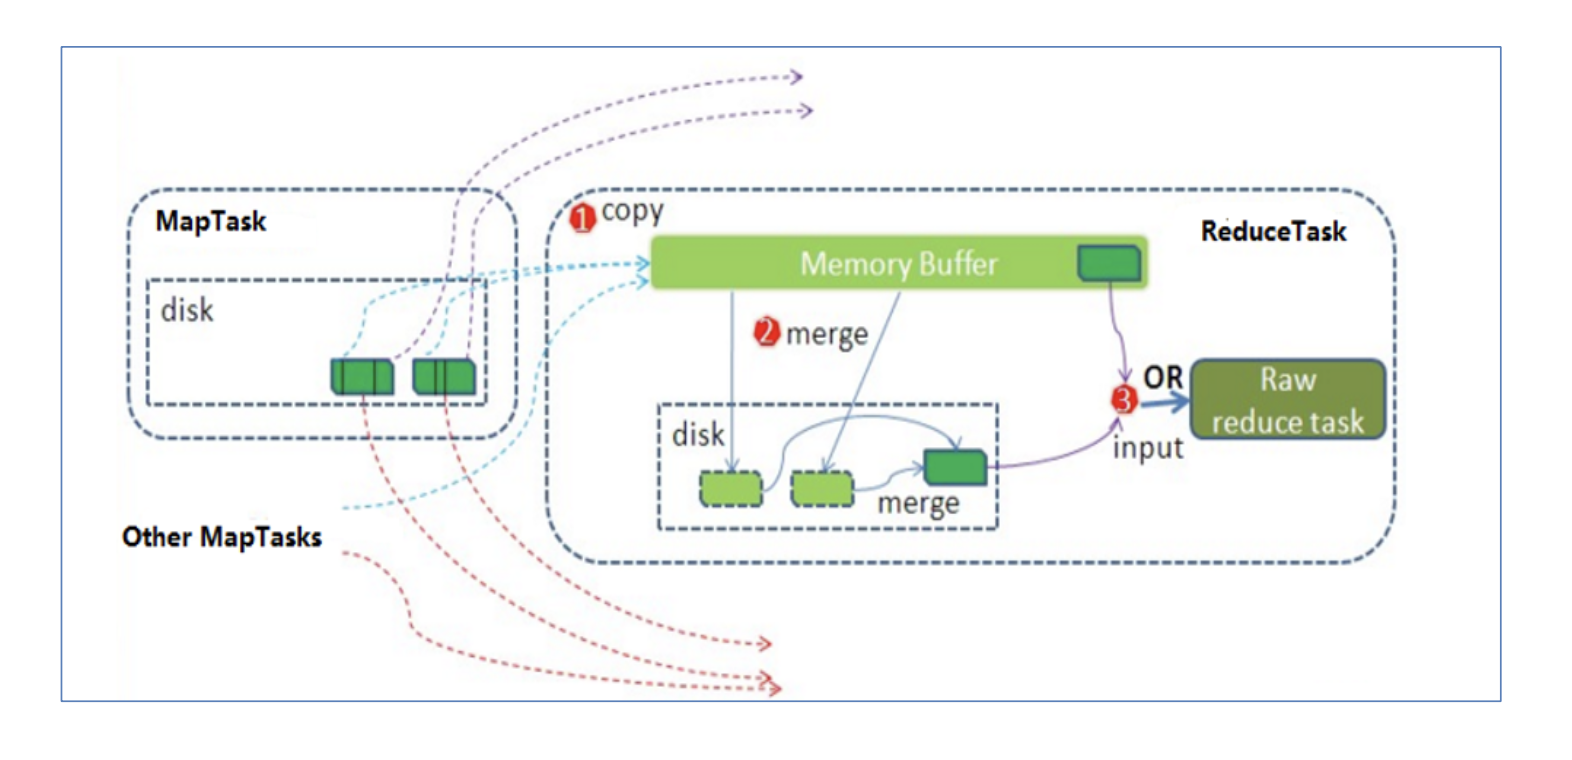 MapTask
disk
1 copy
Memory Buffer
ReduceTask
2 merge
disk
merge
3 OR
input
Raw
reduce task
Other MapTasks